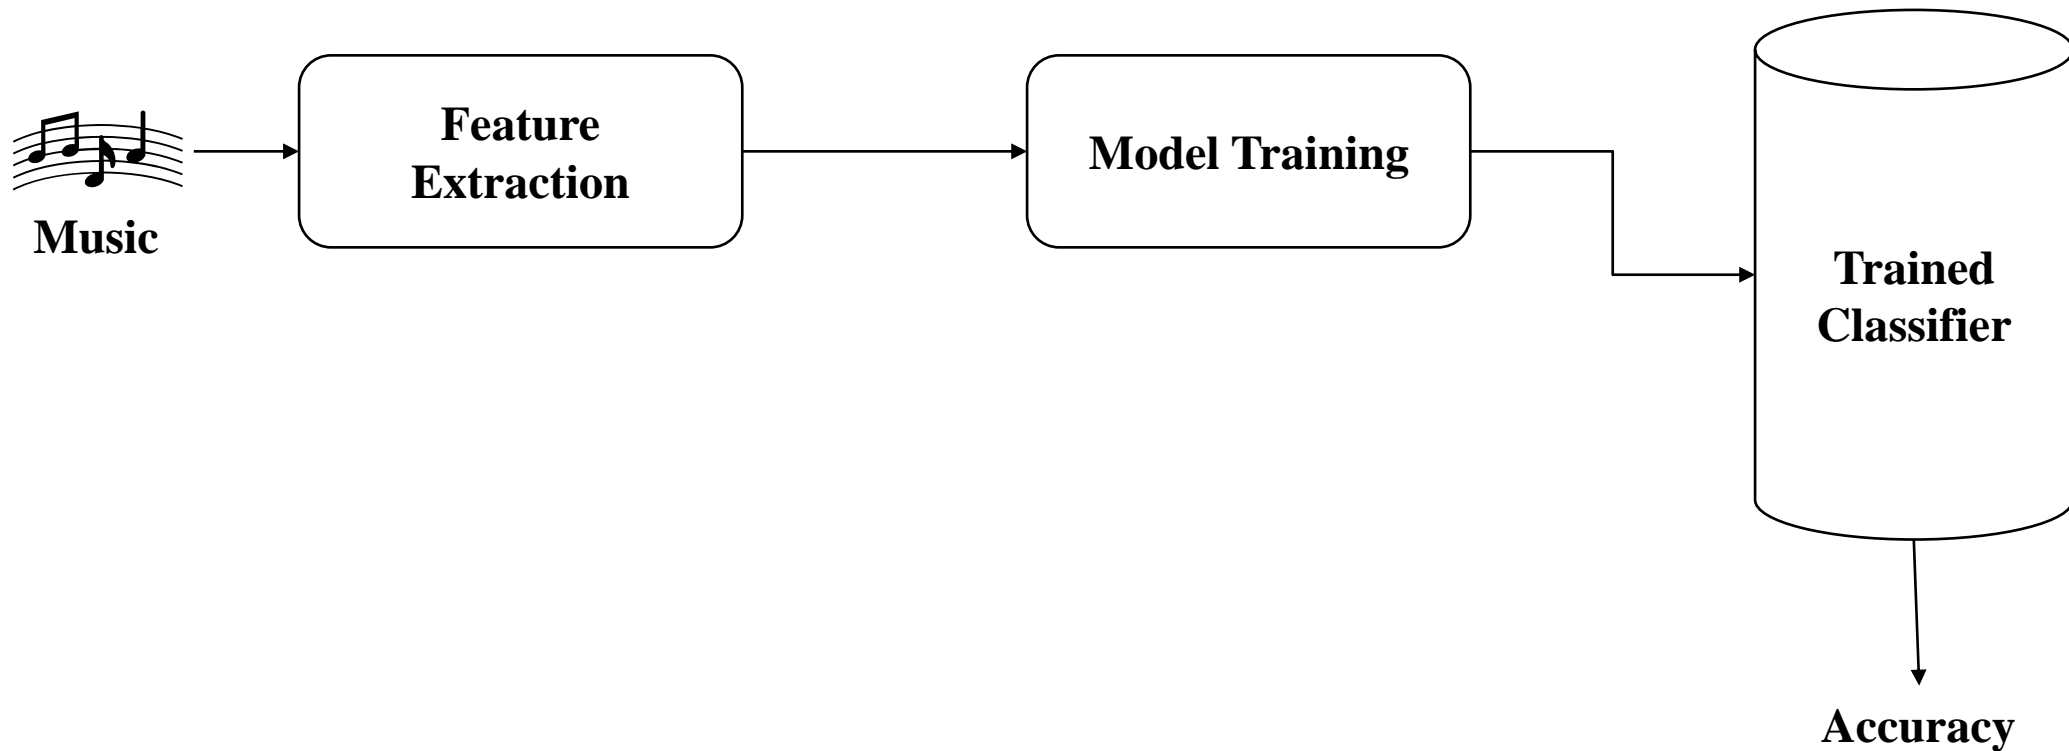 Music
Feature
Extraction
Model Training
Trained
Classifier
Accuracy